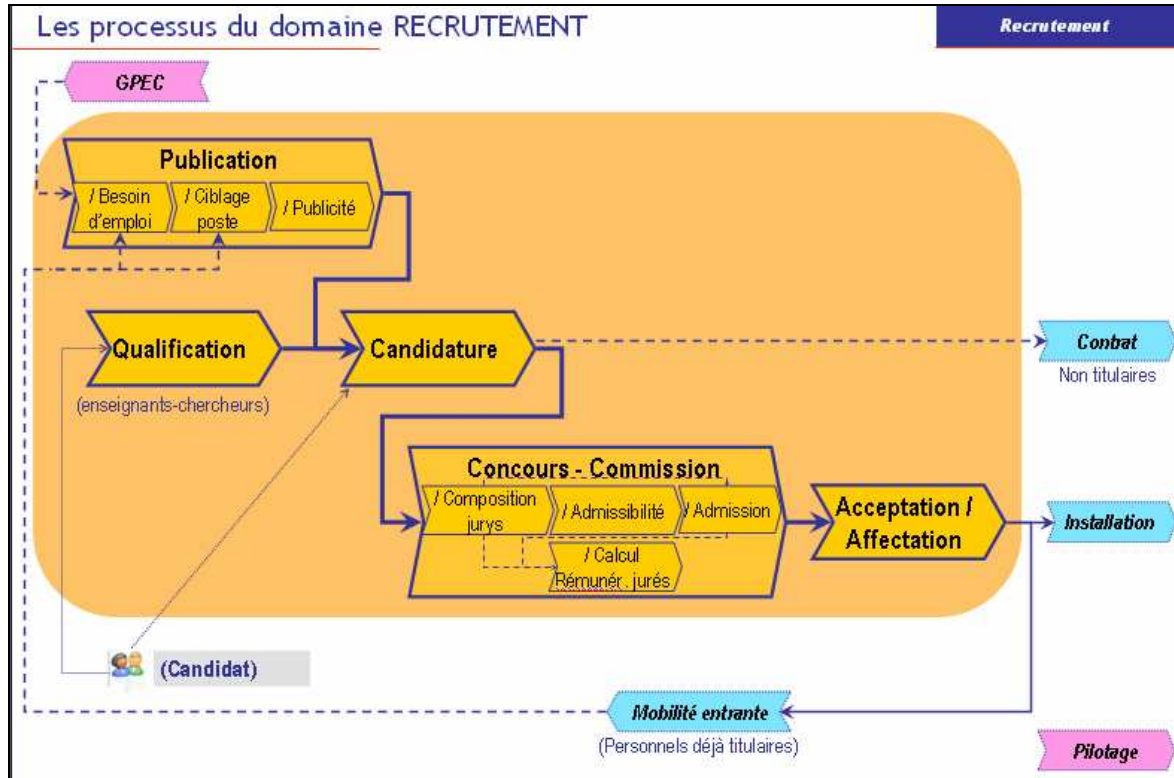 Les processus du domaine RECRUTEMENT
Recrutement
GPEC
Publication
/ Besoin
d'emploi
/ Ciblage
poste
/ Publicité
Qualification
(enseignants-chercheurs)
Candidature
Contrat
Non titulaires
Concours - Commission
/ Composition
jurys
/ Admissibilité
/ Admission
/ Calcul
Rémunér. jurés
Acceptation /
Affectation
Installation
(Candidat)
Mobilité entrante
(Personnels déjà titulaires)
Pilotage